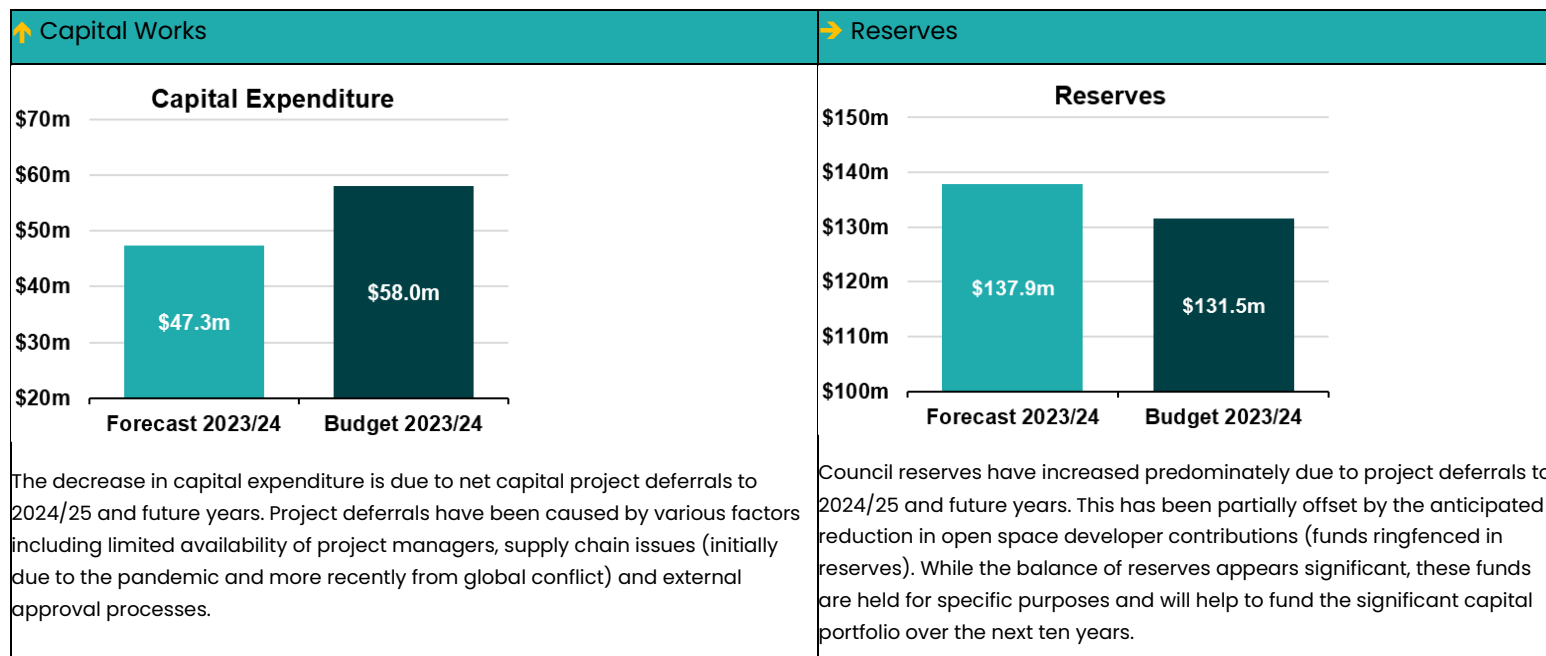 Capital Works
Capital Expenditure
$70m
$60m
$50m
$40m
$30m
$20m
$47.3m
$58.0m
Forecast 2023/24
Budget 2023/24
The decrease in capital expenditure is due to net capital project deferrals to
2024/25 and future years. Project deferrals have been caused by various factors
including limited availability of project managers, supply chain issues (initially
due to the pandemic and more recently from global conflict) and external
approval processes.
Reserves
Reserves
$150m
$140m
$130m
$120m
$110m
$100m
$137.9m
$131.5m
Forecast 2023/24
Budget 2023/24
Council reserves have increased predominately due to project deferrals to
2024/25 and future years. This has been partially offset by the anticipated
reduction in open space developer contributions (funds ringfenced in
reserves). While the balance of reserves appears significant, these funds
are held for specific purposes and will help to fund the significant capital
portfolio over the next ten years.